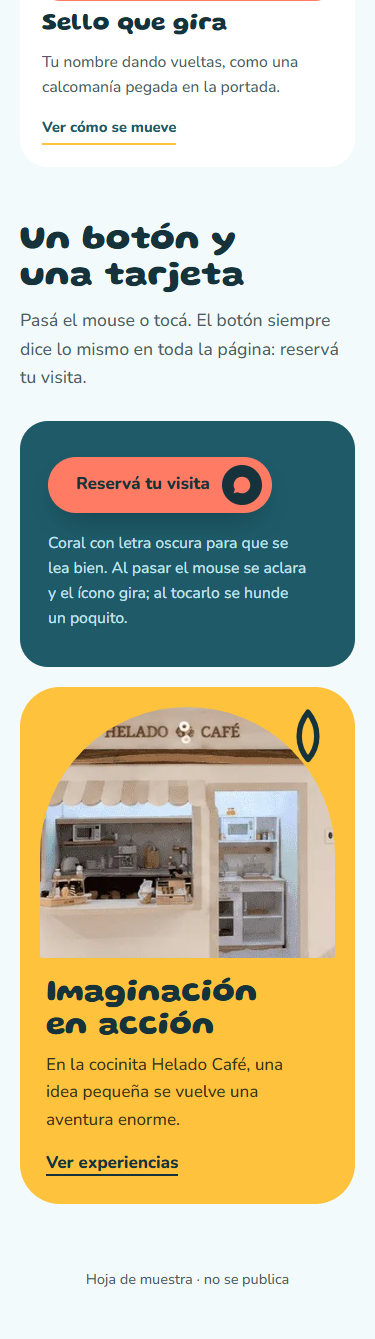 Sello que gira
Tu nombre dando vueltas, como una
calcomanía pegada en la portada.
Ver cómo se mueve
Un botón y
una tarjeta
Pasá el mouse o tocá. El botón siempre
dice lo mismo en toda la página: reservá
tu visita.
Reservá tu visita
Coral con letra oscura para que se
lea bien. Al pasar el mouse se aclara
y el ícono gira; al tocarlo se hunde
un poquito.
HELADO CAFÉ
Imaginación
en acción
En la cocinita Helado Café, una
idea pequeña se vuelve una
aventura enorme.
Ver experiencias
Hoja de muestra · no se publica